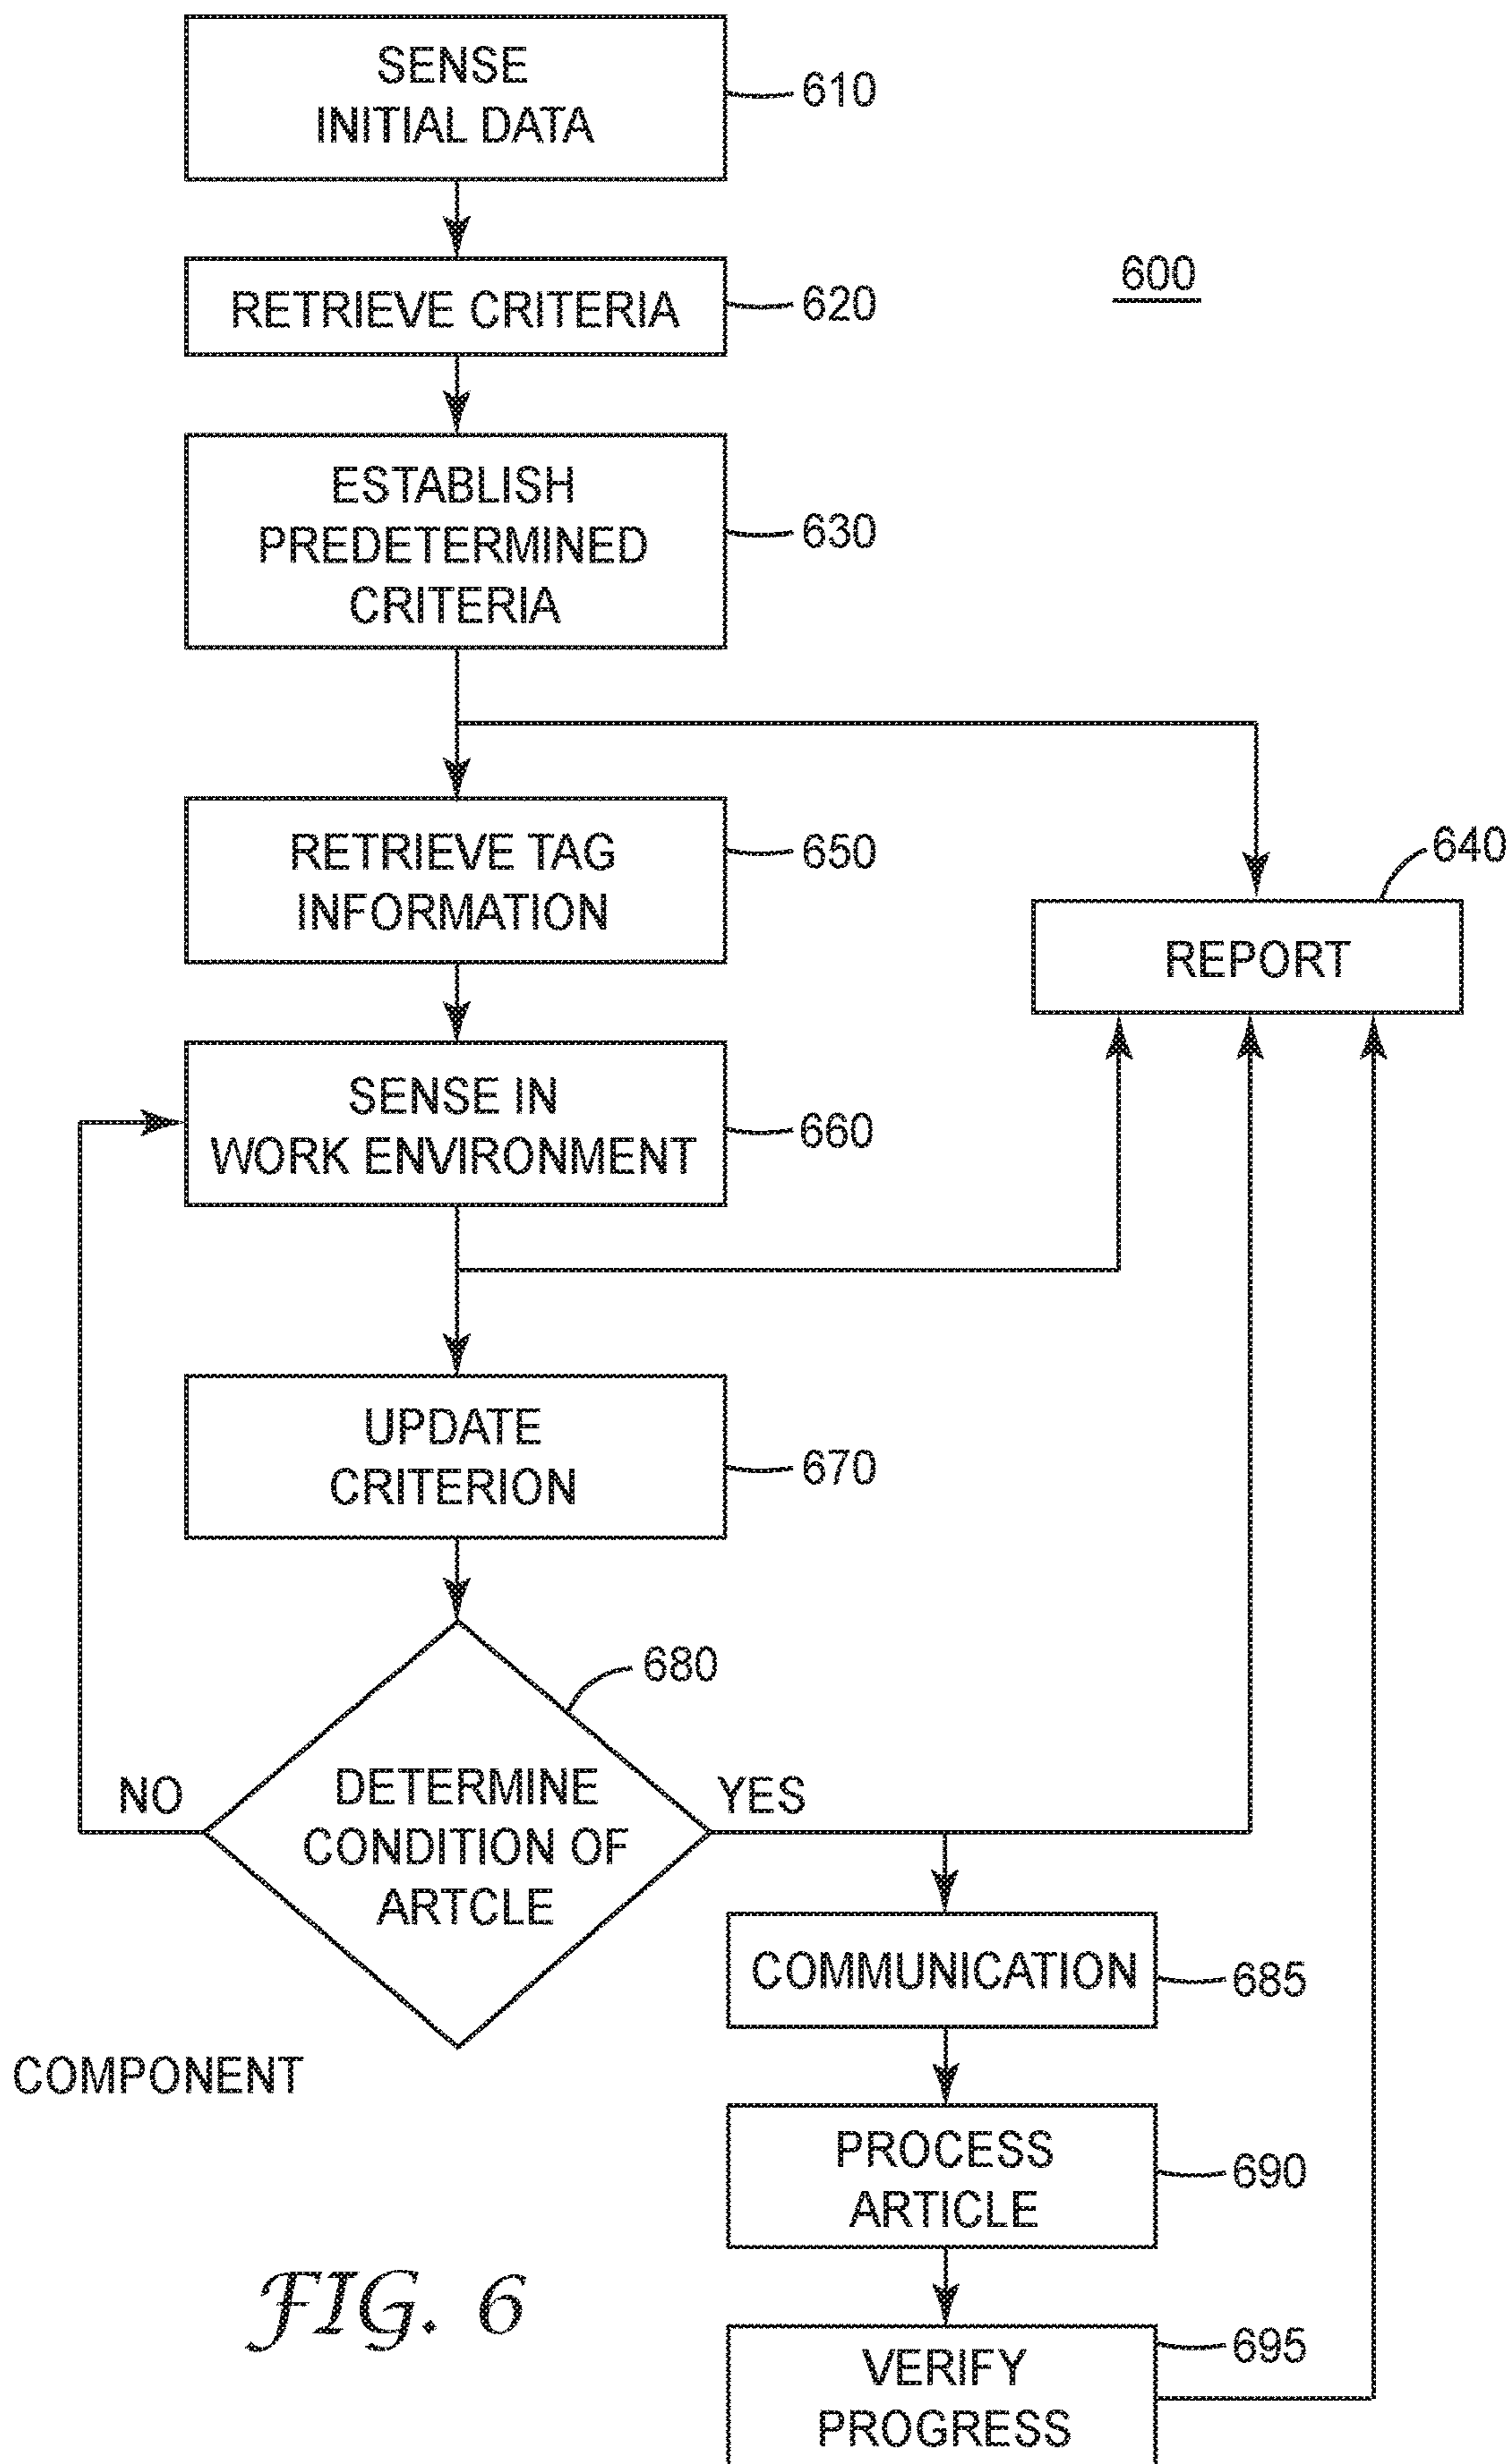 SENSE
INITIAL DATA
610
RETRIEVE CRITERIA
620
600
ESTABLISH
PREDETERMINED
CRITERIA
630
RETRIEVE TAG
INFORMATION
650
640
REPORT
SENSE IN
WORK ENVIRONMENT
660
UPDATE
CRITERION
670
680
NO
DETERMINE
CONDITION OF
ARTCLE
YES
COMMUNICATION
685
COMPONENT
PROCESS
ARTICLE
690
VERIFY
PROGRESS
695
FIG. 6